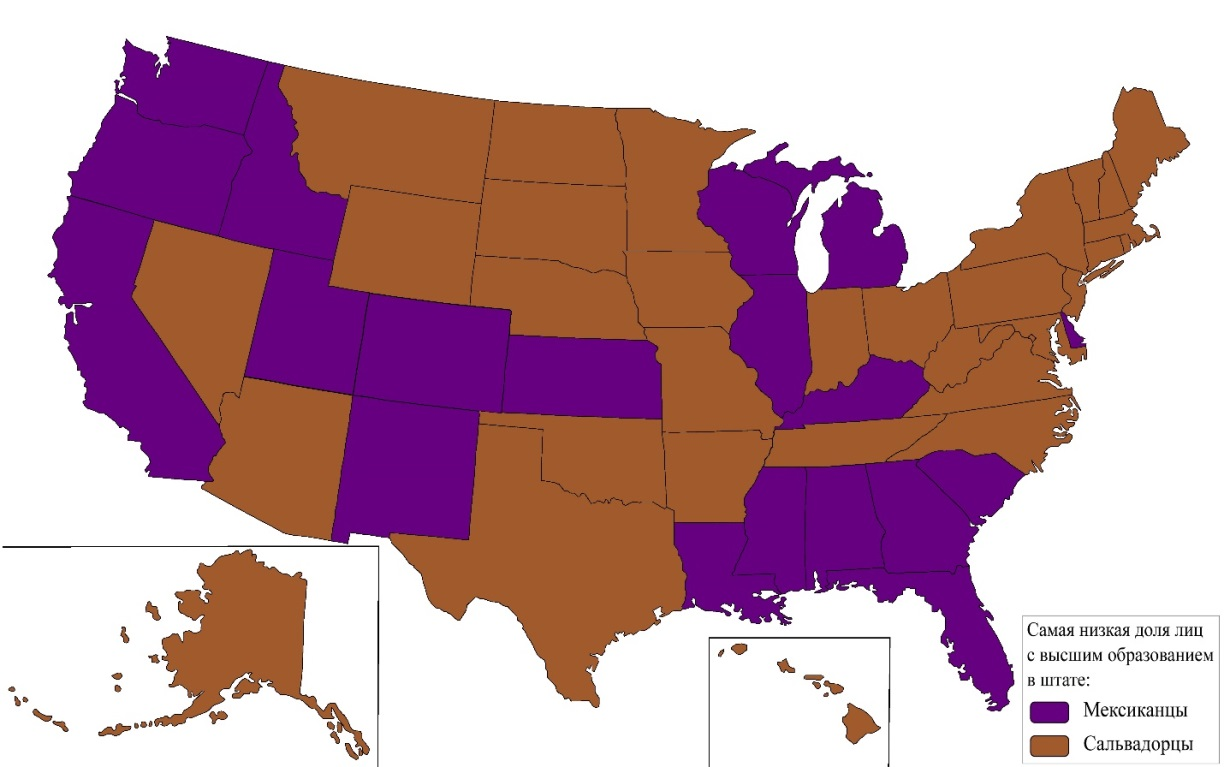 Самая низкая доля лиц
с высшим образованием
в штате:
Мексиканцы
Сальвадорцы